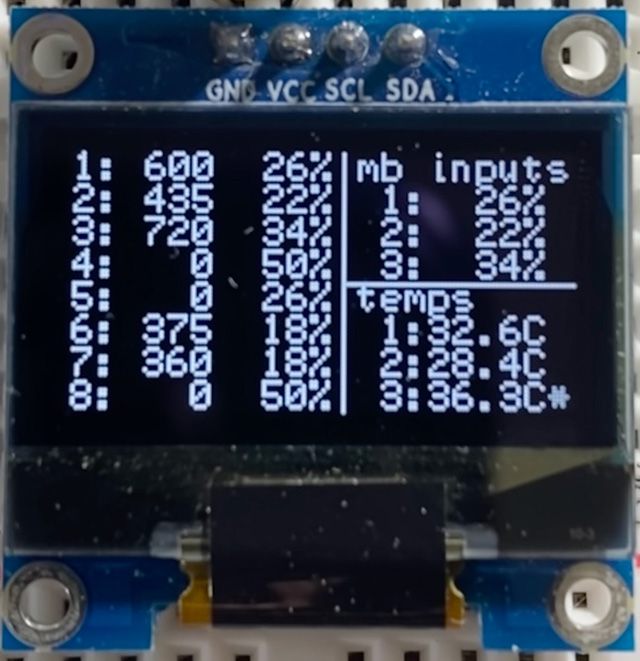 GND VCC SCL SDA
1: 600 26%
2: 435 22%
3: 720 34%
4: 0 50%
5: 0 26%
6: 375 18%
7: 360 18%
8: 0 50%
mb inputs
1: 26%
2: 22%
3: 34%
temps
1:32.6C
2:28.4C
3:36.3C*